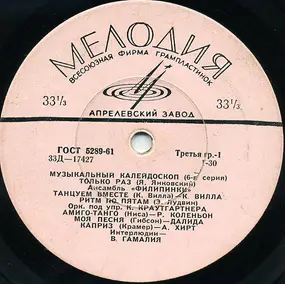 МЕЛОДИЯ
ВСЕСОЮЗНАЯ ФИРМА ГРАМПЛАСТИНОК
33⅓
33⅓
АПРЕЛЕВСКИЙ ЗАВОД
ГОСТ 5289-61
33Д—17427
Третья гр.-1
-30
МУЗЫКАЛЬНЫЙ КАЛЕЙДОСКОП (6-я серия)
ТОЛЬКО РАЗ (Я. Янковский)
Ансамбль «ФИЛИПИНКИ»
ТАНЦУЕМ ВМЕСТЕ (К. Вилла)—К. ВИЛЛА
РИТМ ПО ПЯТАМ (Э. Лудвин)
Орк. под упр. К. КРАУТГАРТНЕРА
АМИГО-ТАНГО (Ниса)— Р. КОЛЕНЬОН
МОЯ ПЕСНЯ (Гибсон)— ДАЛИДА
КАПРИЗ (Крамер)— А. ХИРТ
Интерлюдии—
В. ГАМАЛИЯ